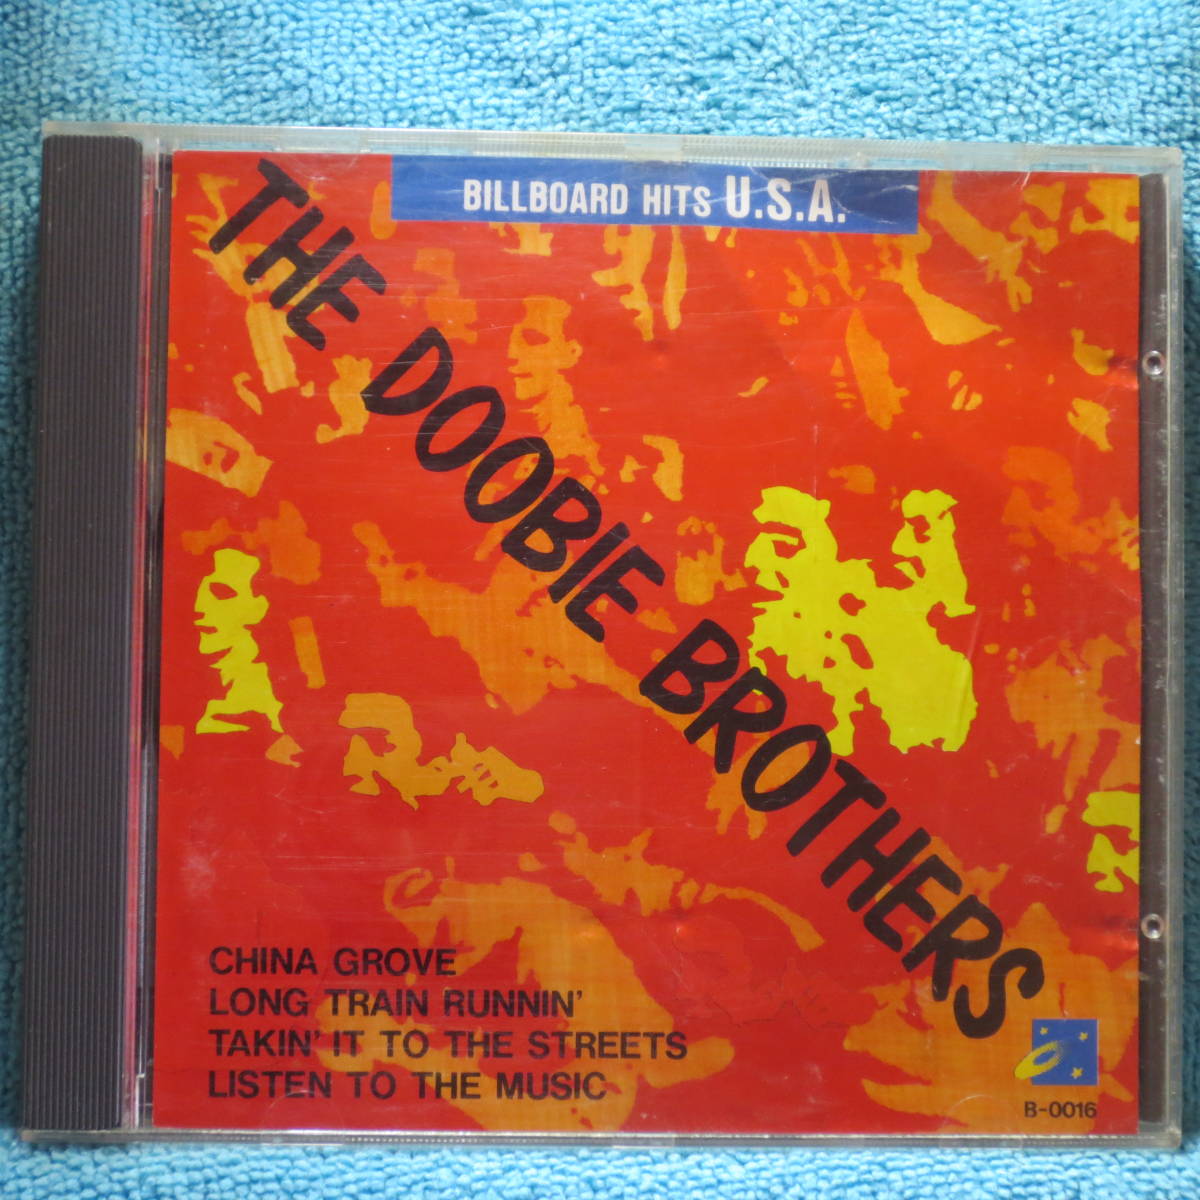 BILLBOARD HITS U.S.A.
THE DOOBIE BROTHERS
CHINA GROVE
LONG TRAIN RUNNIN'
TAKIN' IT TO THE STREETS
LISTEN TO THE MUSIC
B-0016